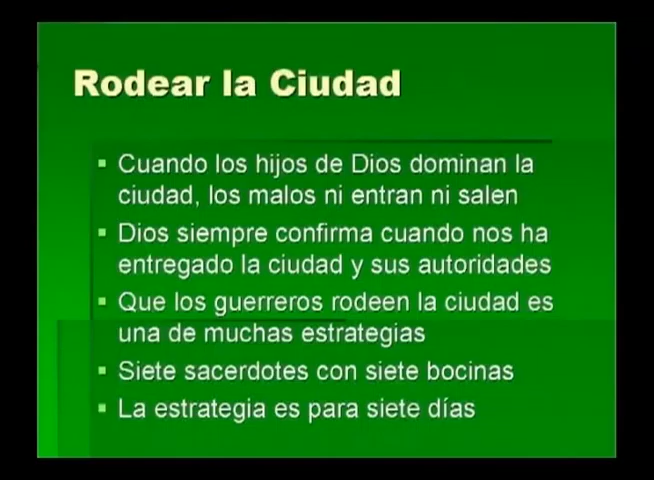 Rodear la Ciudad
Cuando los hijos de Dios dominan la
ciudad, los malos ni entran ni salen
Dios siempre confirma cuando nos ha
entregado la ciudad y sus autoridades
Que los guerreros rodeen la ciudad es
una de muchas estrategias
Siete sacerdotes con siete bocinas
La estrategia es para siete días